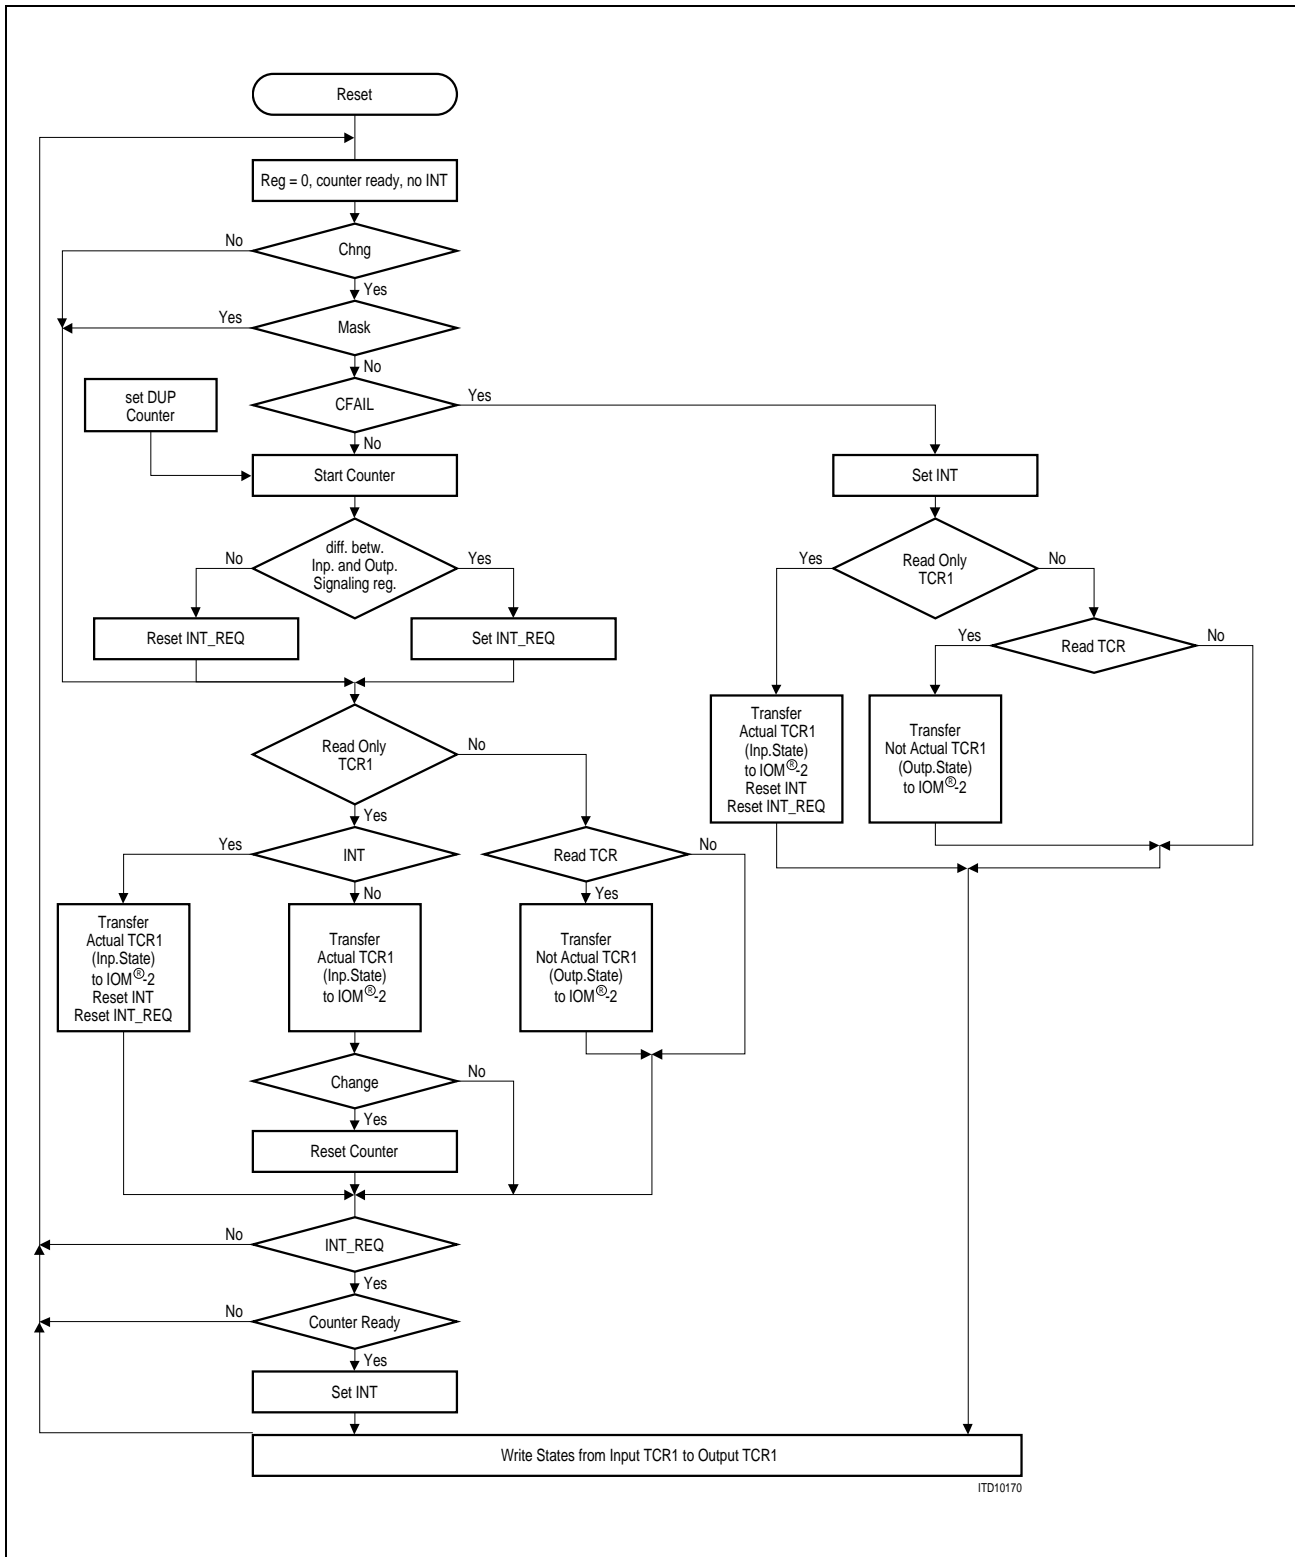 Reset
Reg = 0, counter ready, no INT
No
Chng
Yes
Yes
Mask
No
set DUP
Counter
CFAIL
Yes
No
Start Counter
Set INT
No
diff. betw.
Inp. and Outp.
Signaling reg.
Yes
Yes
Read Only
TCR1
No
Reset INT_REQ
Set INT_REQ
Yes
Read TCR
No
Read Only
TCR1
No
Yes
Transfer
Actual TCR1
(Inp.State)
to IOM®-2
Reset INT
Reset INT_REQ
Transfer
Not Actual TCR1
(Outp.State)
to IOM®-2
Yes
INT
No
Read TCR
No
Yes
Transfer
Actual TCR1
(Inp.State)
to IOM®-2
Reset INT
Reset INT_REQ
Transfer
Actual TCR1
(Inp.State)
to IOM®-2
Transfer
Not Actual TCR1
(Outp.State)
to IOM®-2
Change
No
Yes
Reset Counter
No
INT_REQ
Yes
No
Counter Ready
Yes
Set INT
Write States from Input TCR1 to Output TCR1
ITD10170